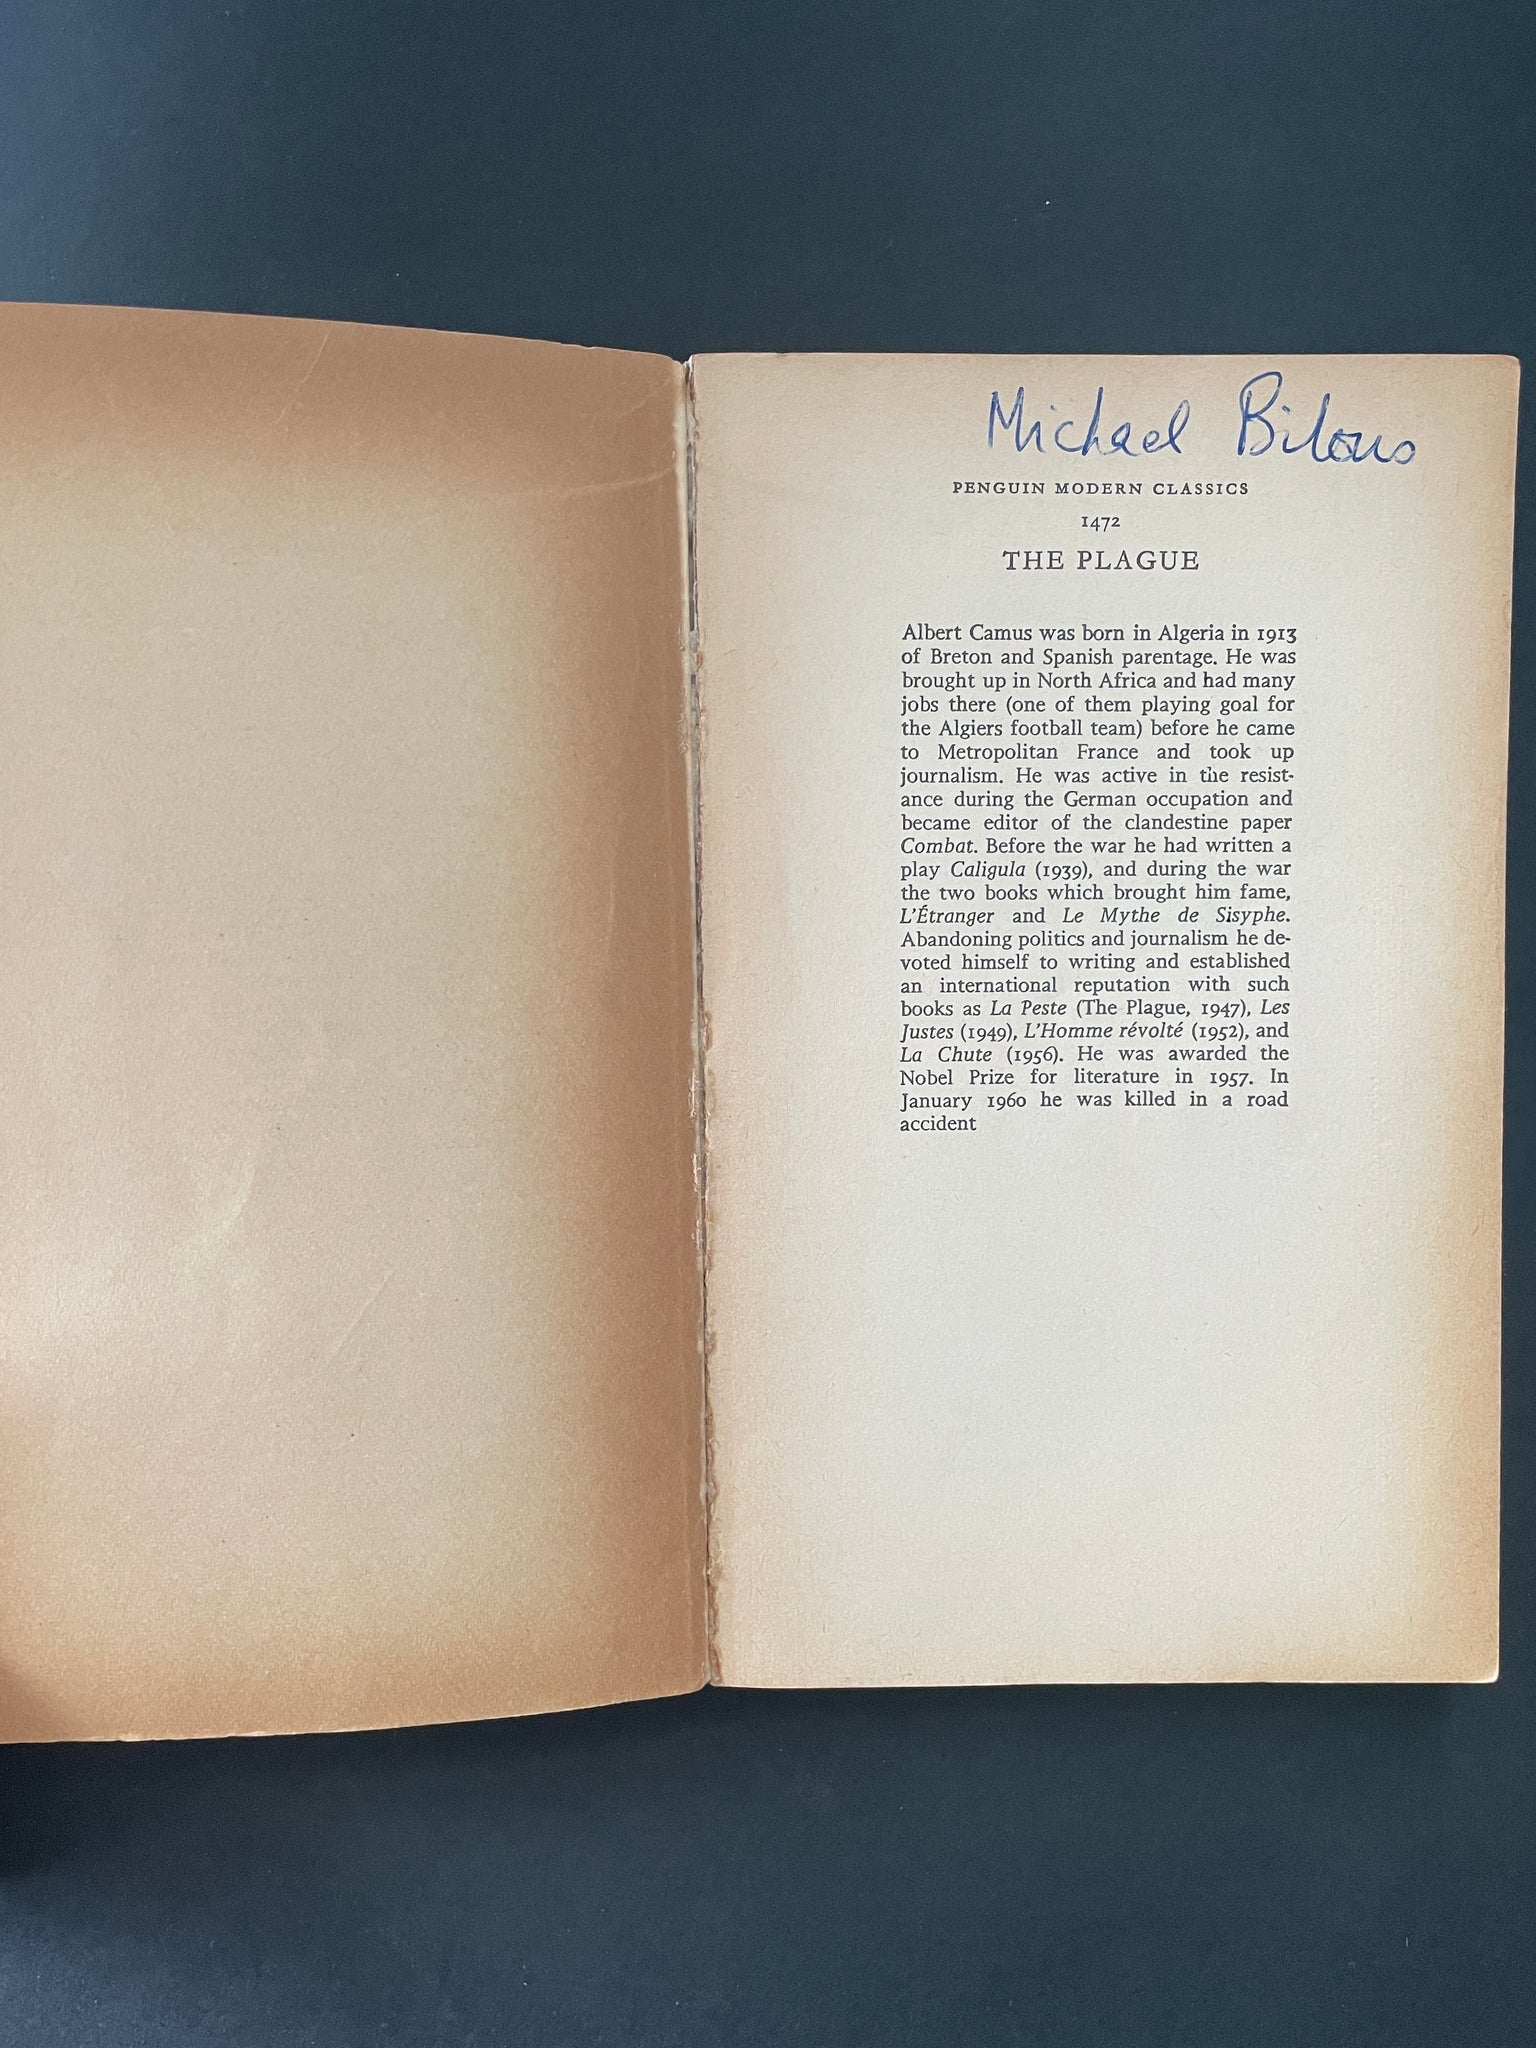 Michael Bilous
PENGUIN MODERN CLASSICS
1472
THE PLAGUE
Albert Camus was born in Algeria in 1913
of Breton and Spanish parentage. He was
brought up in North Africa and had many
jobs there (one of them playing goal for
the Algiers football team) before he came
to Metropolitan France and took up
journalism. He was active in the resist-
ance during the German occupation and
became editor of the clandestine paper
Combat. Before the war he had written a
play Caligula (1939), and during the war
the two books which brought him fame,
L'Étranger and Le Mythe de Sisyphe.
Abandoning politics and journalism he de-
voted himself to writing and established
an international reputation with such
books as La Peste (The Plague, 1947), Les
Justes (1949), L'Homme révolté (1952), and
La Chute (1956). He was awarded the
Nobel Prize for literature in 1957. In
January 1960 he was killed in a road
accident